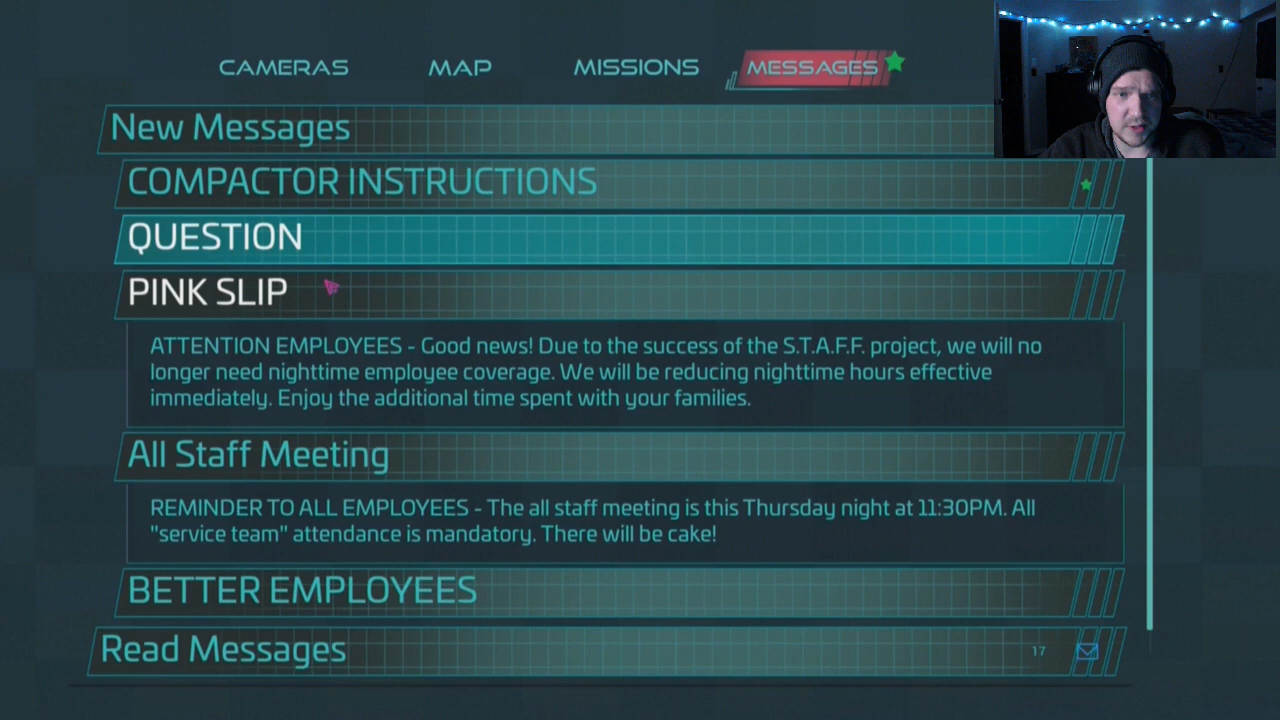 CAMERAS MAP MISSIONS MESSAGES
New Messages
COMPACTOR INSTRUCTIONS
QUESTION
PINK SLIP
ATTENTION EMPLOYEES - Good news! Due to the success of the S.T.A.F.F. project, we will no
longer need nighttime employee coverage. We will be reducing nighttime hours effective
immediately. Enjoy the additional time spent with your families.
All Staff Meeting
REMINDER TO ALL EMPLOYEES - The all staff meeting is this Thursday night at 11:30PM. All
"service team" attendance is mandatory. There will be cake!
BETTER EMPLOYEES
Read Messages 17